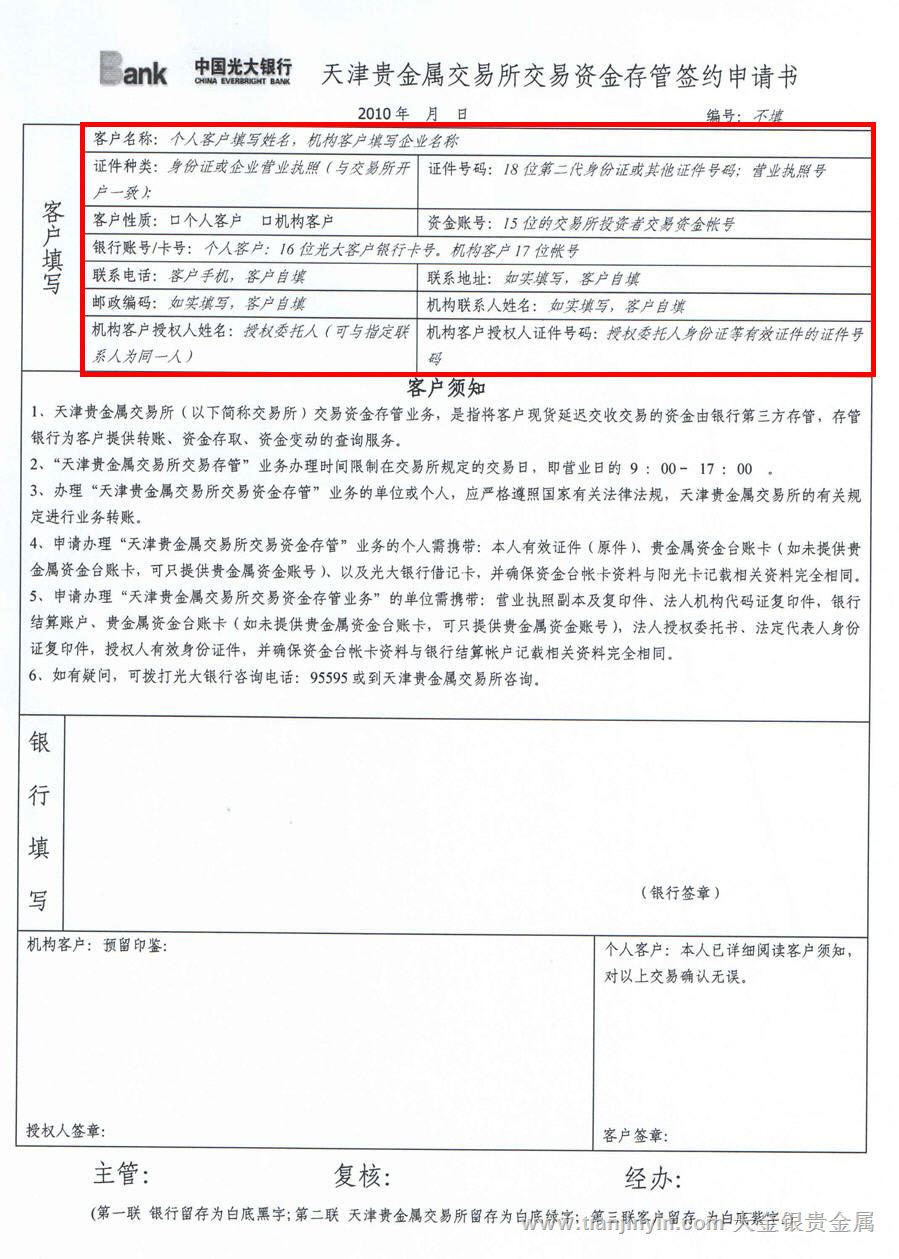 Bank 中国光大银行 天津贵金属交易所交易资金存管签约申请书
CHINA EVERBRIGHT BANK
2010 年 月 日 编号：不填
客户填写
客户名称：个人客户填写姓名，机构客户填写企业名称
证件种类：身份证或企业营业执照（与交易所开
户一致）；
证件号码：18 位第二代身份证或其他证件号码；营业执照号
客户性质：口个人客户 口机构客户
资金账号：15 位的交易所投资者交易资金帐号
银行账号/卡号：个人客户：16 位光大客户银行卡号。机构客户 17 位帐号
联系电话：客户手机，客户自填
联系地址：如实填写，客户自填
邮政编码：如实填写，客户自填
机构联系人姓名：如实填写，客户自填
机构客户授权人姓名：授权委托人（可与指定联
系人为同一人）
机构客户授权人证件号码：授权委托人身份证等有效证件的证件号
码
客户须知
1、天津贵金属交易所（以下简称交易所）交易资金存管业务，是指将客户现货延迟交收交易的资金由银行第三方存管，存管
银行为客户提供转账、资金存取、资金变动的查询服务。
2、“天津贵金属交易所交易存管”业务办理时间限制在交易所规定的交易日，即营业日的 9 ： 00－ 17 ： 00 。
3、办理“天津贵金属交易所交易资金存管”业务的单位或个人，应严格遵照国家有关法律法规，天津贵金属交易所的有关规
定进行业务转账。
4、申请办理“天津贵金属交易所交易资金存管”业务的个人需携带：本人有效证件（原件）、贵金属资金台账卡（如未提供贵
金属资金台账卡，可只提供贵金属资金账号）、以及光大银行借记卡，并确保资金台帐卡资料与阳光卡记载相关资料完全相同。
5、申请办理“天津贵金属交易所交易资金存管业务”的单位需携带：营业执照副本及复印件、法人机构代码证复印件，银行
结算账户、贵金属资金台账卡（如未提供贵金属资金台账卡，可只提供贵金属资金账号），法人授权委托书、法定代表人身份
证复印件，授权人有效身份证件，并确保资金台帐卡资料与银行结算帐户记载相关资料完全相同。
6、如有疑问，可拨打光大银行咨询电话：95595 或到天津贵金属交易所咨询。
银行填写
（银行签章）
机构客户：预留印鉴：
个人客户：本人已详细阅读客户须知，
对以上交易确认无误。
授权人签章：
客户签章：
主管： 复核： 经办：
(第一联 银行留存为白底黑字；第二联 天津贵金属交易所留存为白底绿字；第三联客户留存 为白底紫字)
www.tianjinyin.com 天金银贵金属